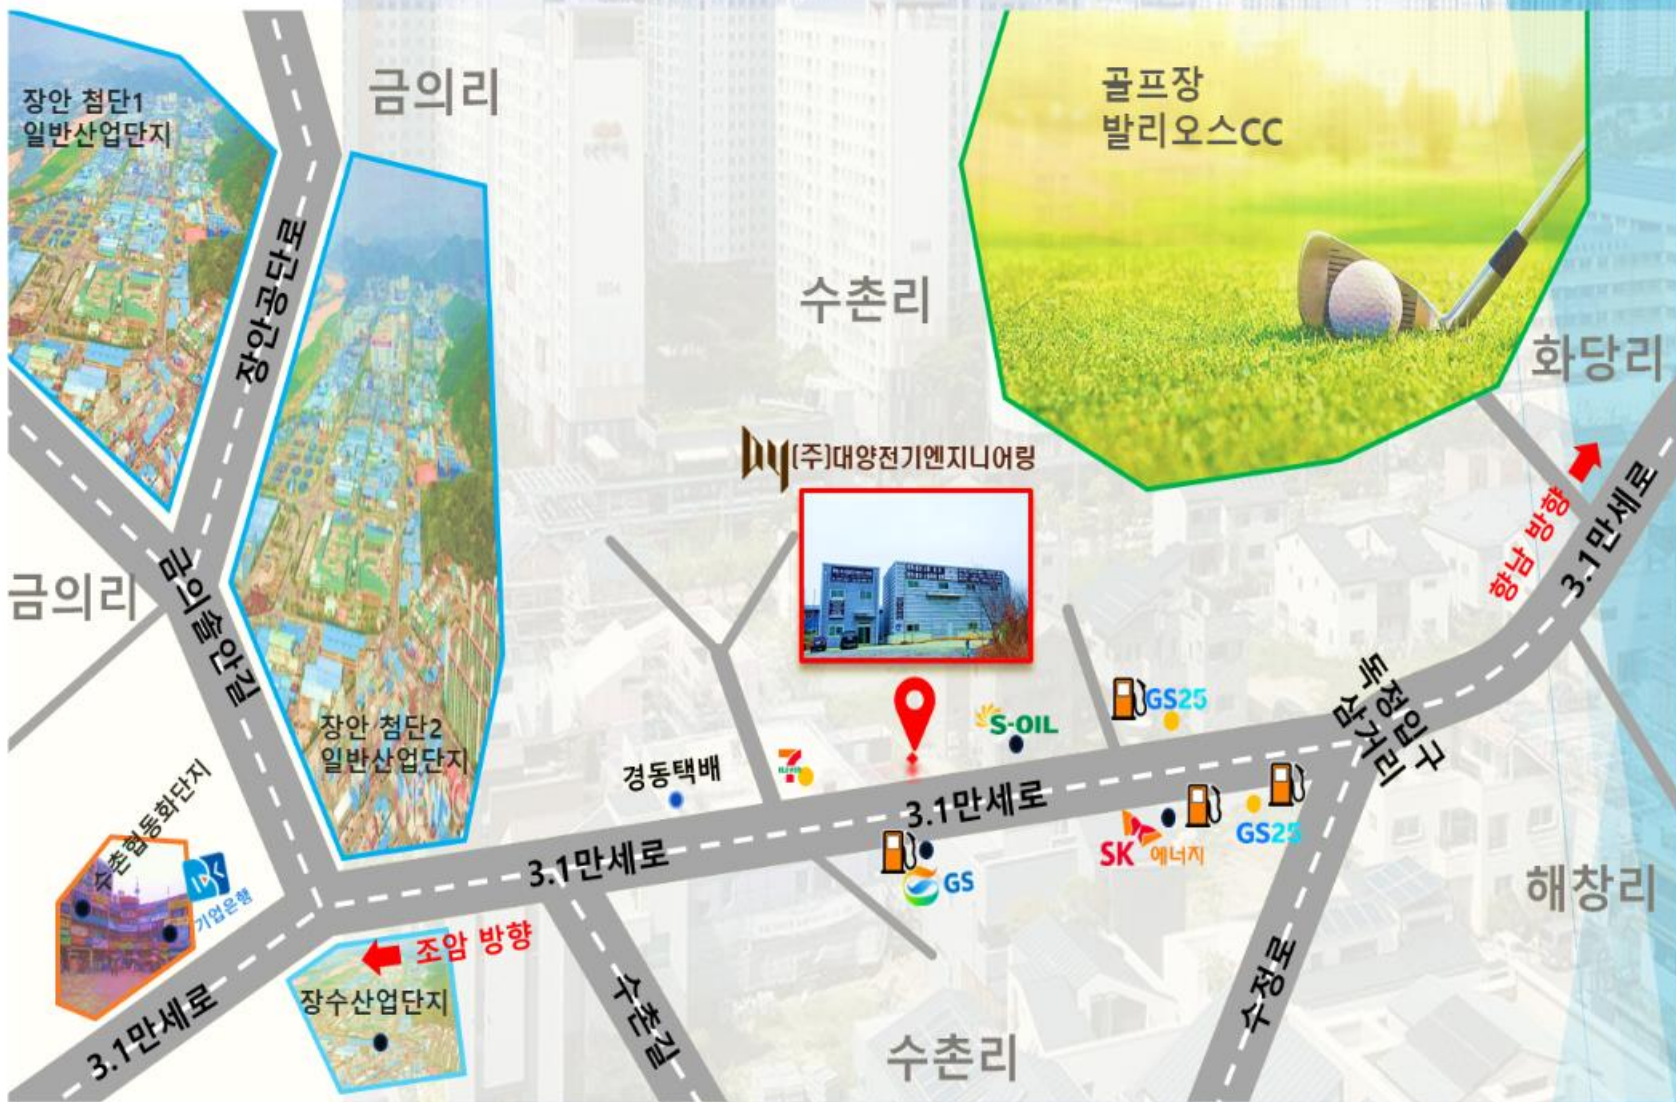 장안 첨단1
일반산업단지
금의리
골프장
발리오스CC
장안공단로
수촌리
화당리
(주)대양전기엔지니어링
향남 방향
3.1만세로
금의리
금의솔안길
장안 첨단2
일반산업단지
독정입구
삼거리
GS25
S-OIL
경동택배
7
3.1만세로
3.1만세로
SK 에너지
GS25
GS
수촌협동화단지
IBK
기업은행
해창리
조암 방향
장수산업단지
3.1만세로
수촌길
수정로
수촌리